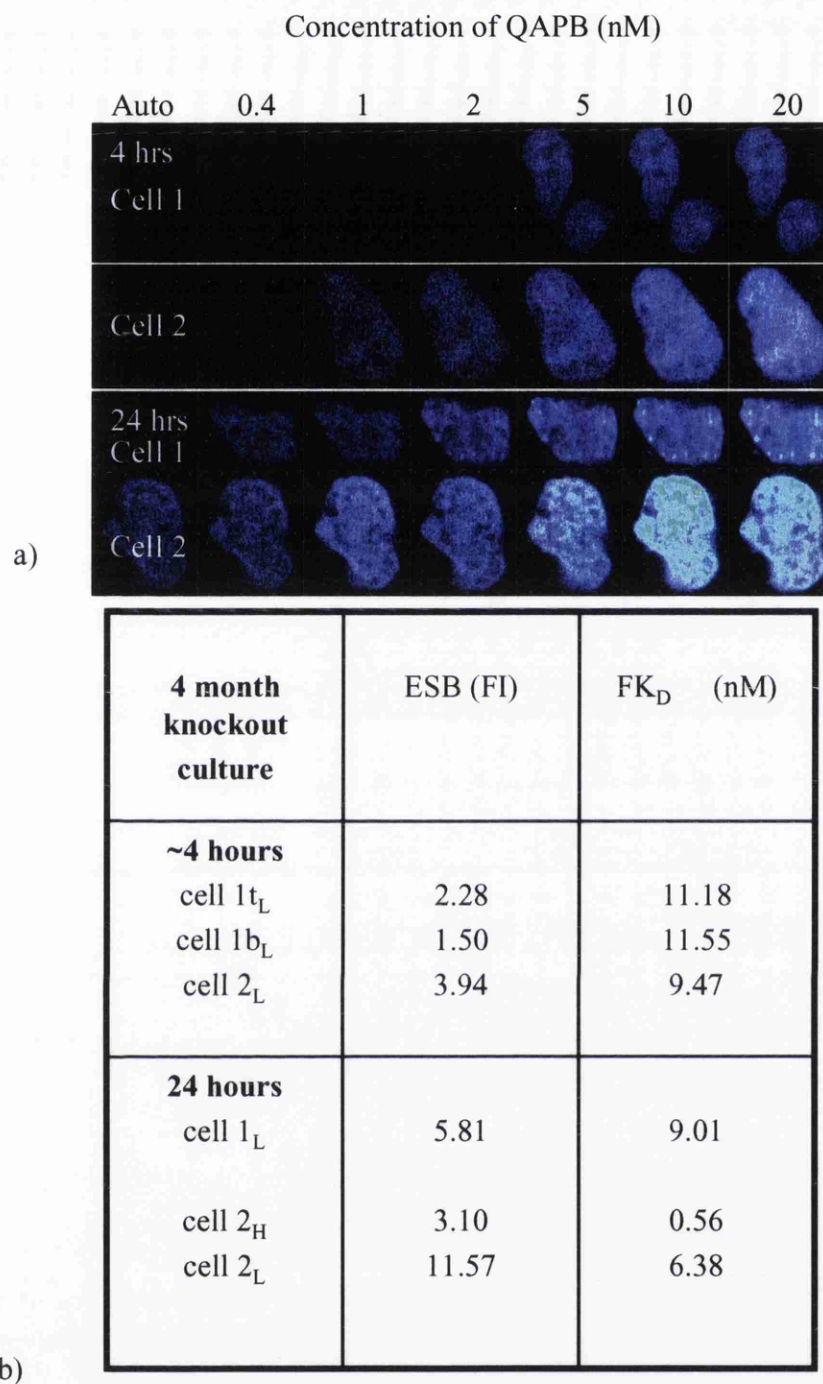 Concentration of QAPB (nM)
Auto 0.4 1 2 5 10 20
4 hrs
Cell 1
Cell 2
24 hrs
Cell 1
Cell 2
a)
4 month knockout culture ESB (FI) FK_D (nM)
~4 hours
cell 1t_L 2.28 11.18
cell 1b_L 1.50 11.55
cell 2_L 3.94 9.47
24 hours
cell 1_L 5.81 9.01
cell 2_H 3.10 0.56
cell 2_L 11.57 6.38
b)